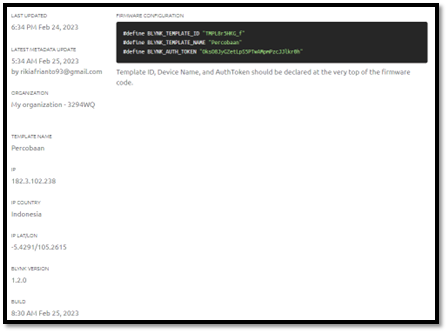 LAST UPDATED
6:34 PM Feb 24, 2023
LATEST METADATA UPDATE
5:34 AM Feb 25, 2023
by rikiafrianto93@gmail.com
ORGANIZATION
My organization - 3294WQ
TEMPLATE NAME
Percobaan
IP
182.3.102.238
IP COUNTRY
Indonesia
IP LAT/LON
-5.4291/105.2615
BLYNK VERSION
1.2.0
BUILD
8:30 AM Feb 25, 2023
FIRMWARE CONFIGURATION
#define BLYNK_TEMPLATE_ID
#define BLYNK_TEMPLATE_NAME "Percobaan"
#define BLYNK_AUTH_TOKEN
Template ID, Device Name, and AuthToken should be declared at the very top of the firmware
code.